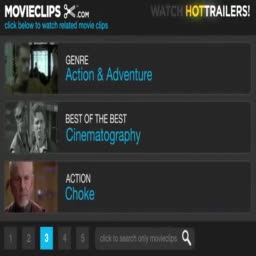 MOVIECLIPS .COM
WATCH HOTTRAILERS!
click below to watch related movie clips
GENRE
Action & Adventure
BEST OF THE BEST
Cinematography
ACTION
Choke
1 2 3 4 5 click to search only movieclips